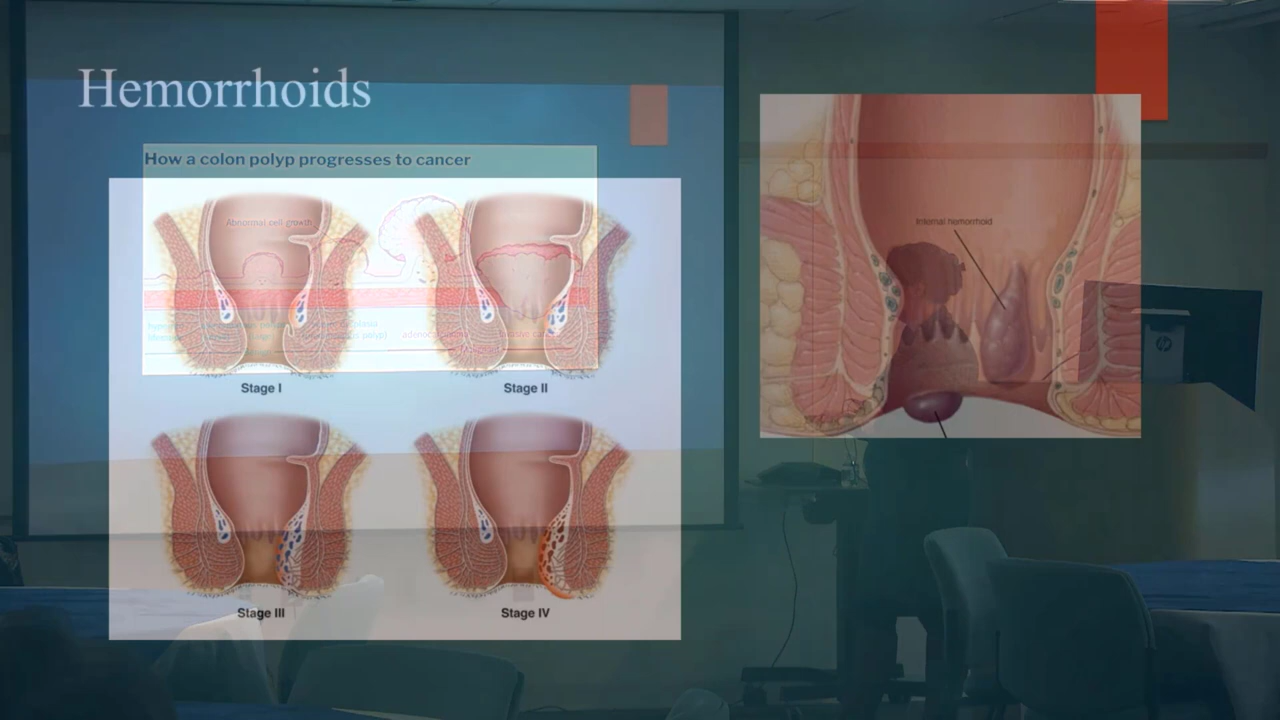 Hemorrhoids
How a colon polyp progresses to cancer
Abnormal cell growth
Internal hemorrhoid
hp
Stage I
Stage II
Stage III
Stage IV